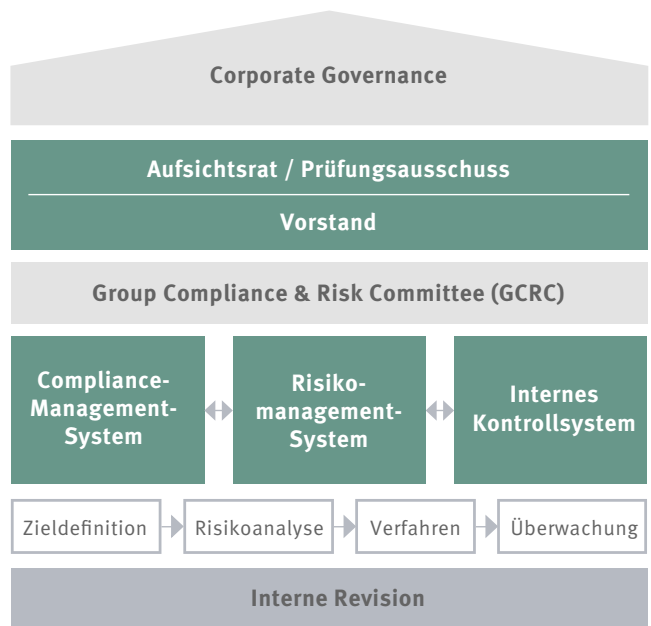 Corporate Governance
Aufsichtsrat / Prüfungsausschuss
Vorstand
Group Compliance & Risk Committee (GCRC)
Compliance-
Management-
System
Risiko-
management-
System
Internes
Kontrollsystem
Zieldefinition
Risikoanalyse
Verfahren
Überwachung
Interne Revision